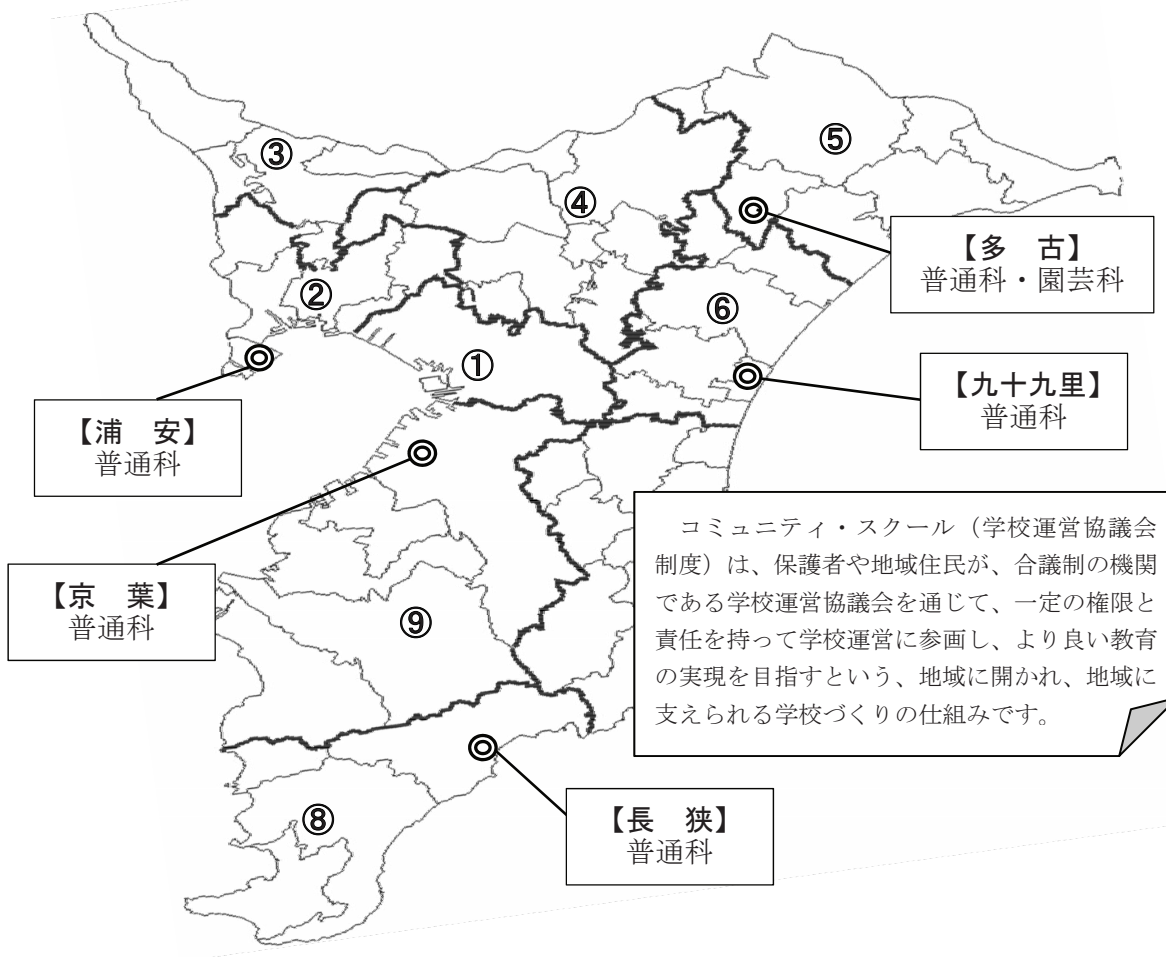 ③
⑤
④
②
⑥
①
【多　古】
普通科・園芸科
【九十九里】
普通科
【浦　安】
普通科
【京　葉】
普通科
⑨
コミュニティ・スクール（学校運営協議会
制度）は、保護者や地域住民が、合議制の機関
である学校運営協議会を通じて、一定の権限と
責任を持って学校運営に参画し、より良い教育
の実現を目指すという、地域に開かれ、地域に
支えられる学校づくりの仕組みです。
⑧
【長　狭】
普通科